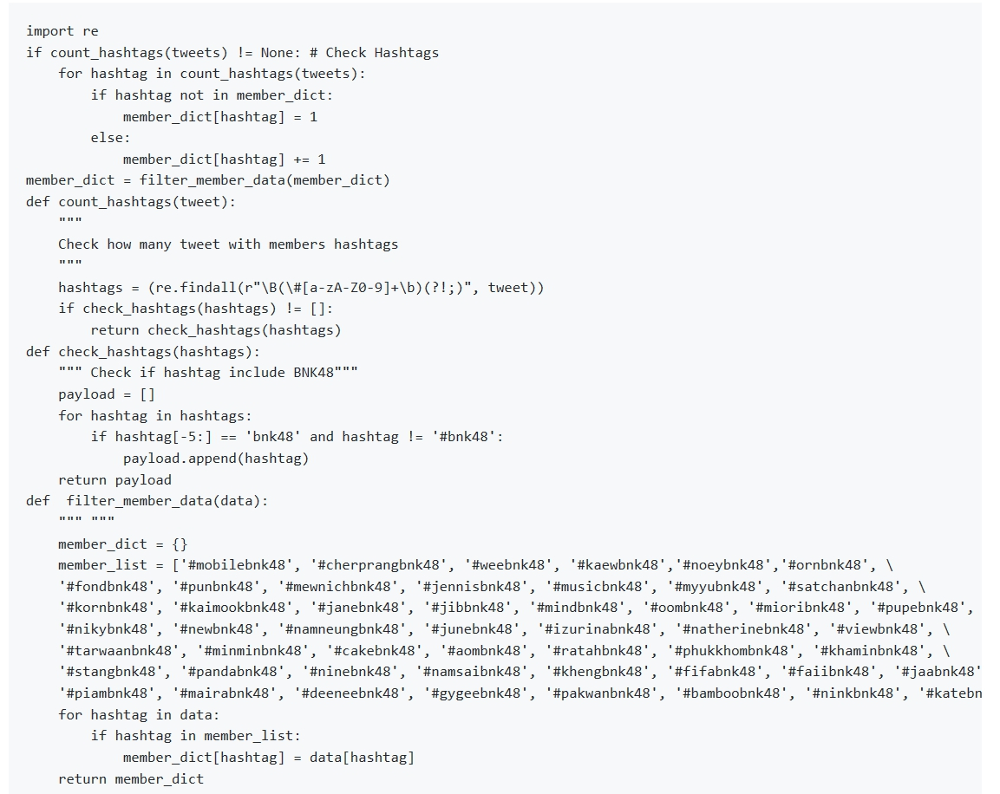 import re
if count_hashtags(tweets) != None: # Check Hashtags
    for hashtag in count_hashtags(tweets):
        if hashtag not in member_dict:
            member_dict[hashtag] = 1
        else:
            member_dict[hashtag] += 1
member_dict = filter_member_data(member_dict)
def count_hashtags(tweet):
    """
    Check how many tweet with members hashtags
    """
    hashtags = (re.findall(r"\B(\#[a-zA-Z0-9]+\b)(?!;)", tweet))
    if check_hashtags(hashtags) != []:
        return check_hashtags(hashtags)
def check_hashtags(hashtags):
    """ Check if hashtag include BNK48"""
    payload = []
    for hashtag in hashtags:
        if hashtag[-5:] == 'bnk48' and hashtag != '#bnk48':
            payload.append(hashtag)
    return payload
def  filter_member_data(data):
    """ """
    member_dict = {}
    member_list = ['#mobilebnk48', '#cherprangbnk48', '#weebnk48', '#kaewbnk48','#noeybnk48','#ornbnk48', \
    '#fondbnk48', '#punbnk48', '#mewnichbnk48', '#jennisbnk48', '#musicbnk48', '#myyubnk48', '#satchanbnk48', \
    '#kornbnk48', '#kaimookbnk48', '#janebnk48', '#jibbnk48', '#mindbnk48', '#oombnk48', '#mioribnk48', '#pupebnk48',
    '#nikybnk48', '#newbnk48', '#namneungbnk48', '#junebnk48', '#izurinabnk48', '#natherinebnk48', '#viewbnk48', \
    '#tarwaanbnk48', '#minminbnk48', '#cakebnk48', '#aombnk48', '#ratahbnk48', '#phukkhombnk48', '#khaminbnk48', \
    '#stangbnk48', '#pandabnk48', '#ninebnk48', '#namsaibnk48', '#khengbnk48', '#fifabnk48', '#faiibnk48', '#jaabnk48'
    '#piambnk48', '#mairabnk48', '#deeneebnk48', '#gygeebnk48', '#pakwanbnk48', '#bamboobnk48', '#ninkbnk48', '#katebn
    for hashtag in data:
        if hashtag in member_list:
            member_dict[hashtag] = data[hashtag]
    return member_dict